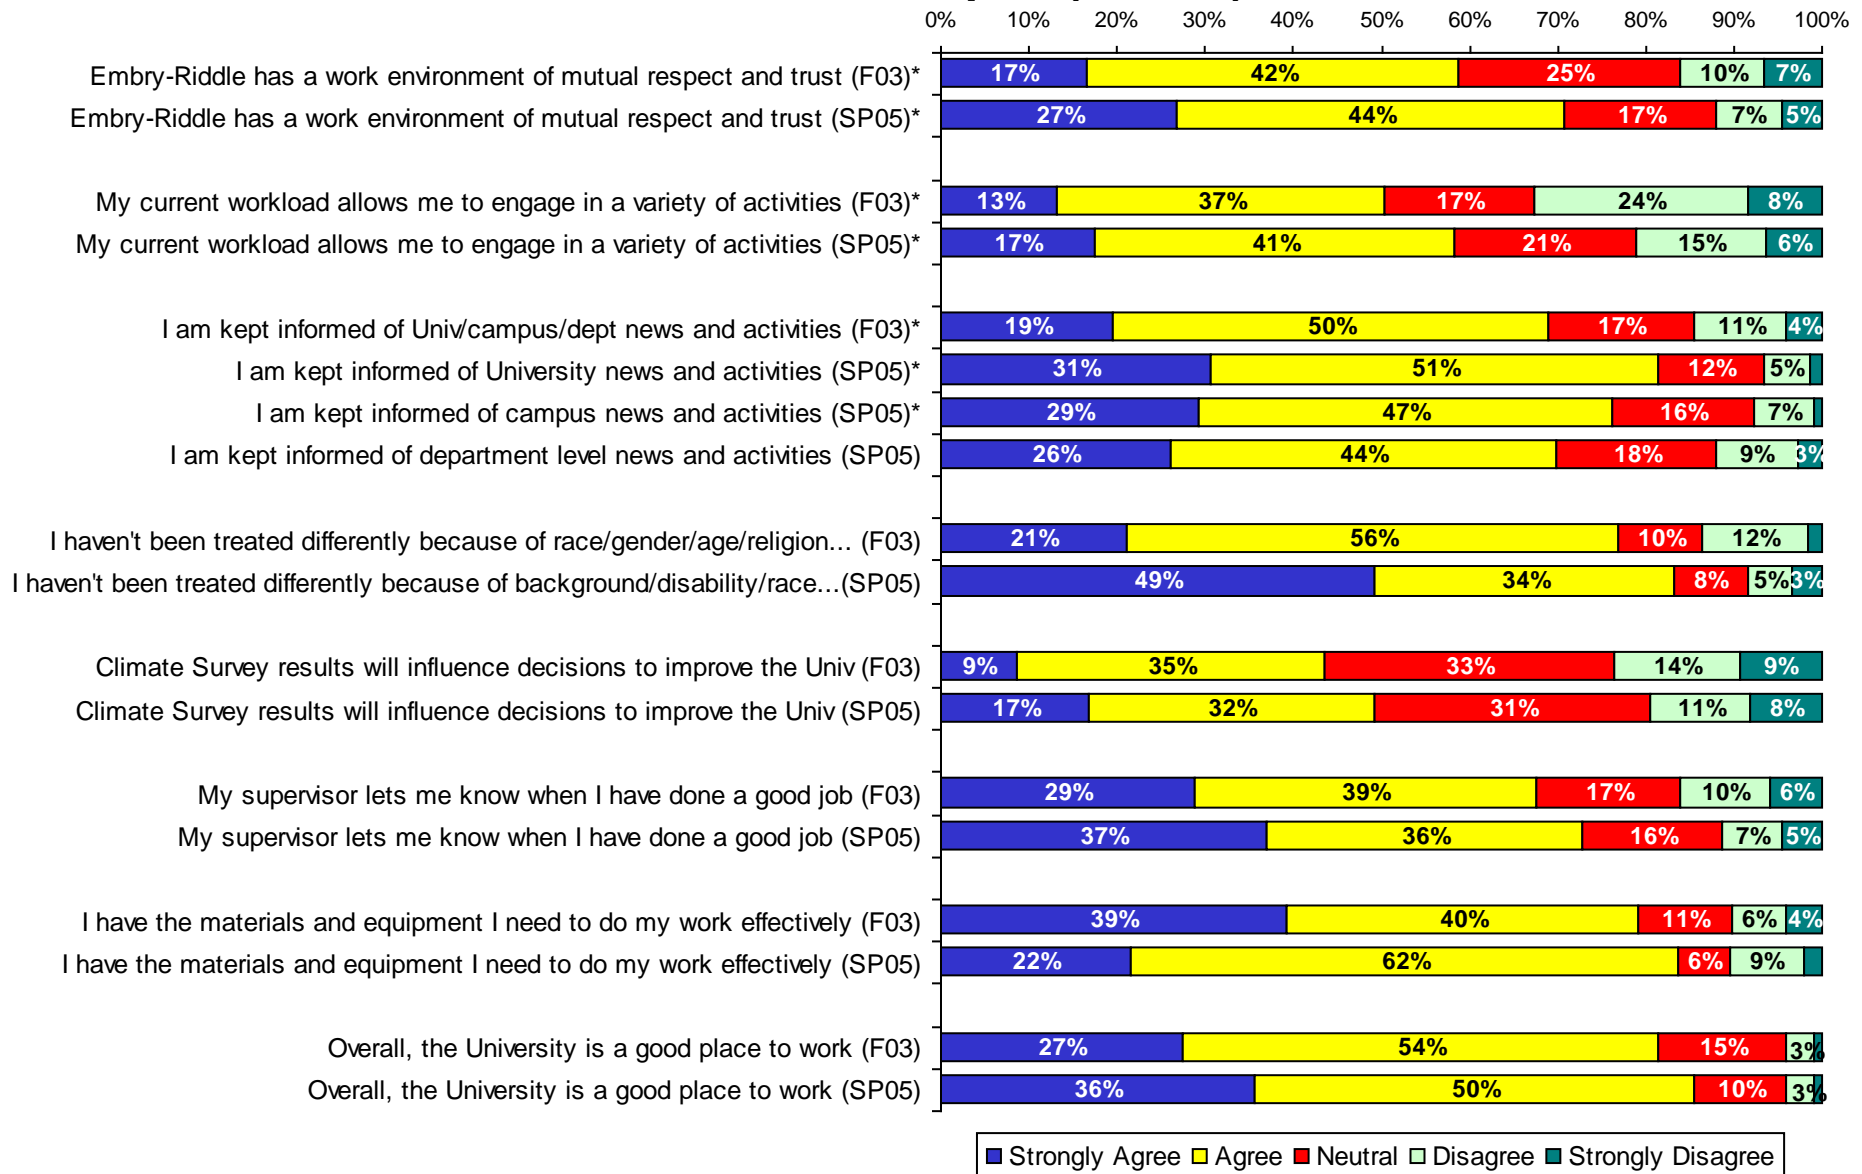 0% 10% 20% 30% 40% 50% 60% 70% 80% 90% 100%
Embry-Riddle has a work environment of mutual respect and trust (F03)* 17% 42% 25% 10% 7%
Embry-Riddle has a work environment of mutual respect and trust (SP05)* 27% 44% 17% 7% 5%
My current workload allows me to engage in a variety of activities (F03)* 13% 37% 17% 24% 8%
My current workload allows me to engage in a variety of activities (SP05)* 17% 41% 21% 15% 6%
I am kept informed of Univ/campus/dept news and activities (F03)* 19% 50% 17% 11% 4%
I am kept informed of University news and activities (SP05)* 31% 51% 12% 5%
I am kept informed of campus news and activities (SP05)* 29% 47% 16% 7%
I am kept informed of department level news and activities (SP05) 26% 44% 18% 9% 3%
I haven't been treated differently because of race/gender/age/religion... (F03) 21% 56% 10% 12%
I haven't been treated differently because of background/disability/race...(SP05) 49% 34% 8% 5% 3%
Climate Survey results will influence decisions to improve the Univ (F03) 9% 35% 33% 14% 9%
Climate Survey results will influence decisions to improve the Univ (SP05) 17% 32% 31% 11% 8%
My supervisor lets me know when I have done a good job (F03) 29% 39% 17% 10% 6%
My supervisor lets me know when I have done a good job (SP05) 37% 36% 16% 7% 5%
I have the materials and equipment I need to do my work effectively (F03) 39% 40% 11% 6% 4%
I have the materials and equipment I need to do my work effectively (SP05) 22% 62% 6% 9%
Overall, the University is a good place to work (F03) 27% 54% 15% 3%
Overall, the University is a good place to work (SP05) 36% 50% 10% 3%
Strongly Agree Agree Neutral Disagree Strongly Disagree